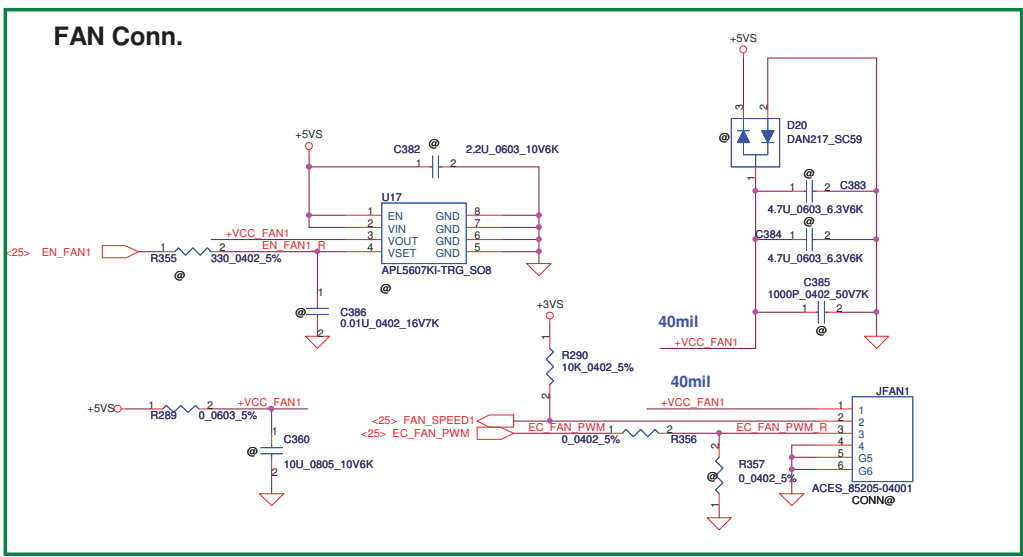 FAN Conn.
+5VS
+5VS
@
C382
1
2
2.2U_0603_10V6K
@
3
2
D20
DAN217_SC59
1
@
1
2
C383
4.7U_0603_6.3V6K
@
C384
1
2
4.7U_0603_6.3V6K
C385
1000P_0402_50V7K
1
2
@
U17
1
EN
GND
8
2
VIN
GND
7
+VCC_FAN1
3
VOUT
GND
6
EN_FAN1_R
4
VSET
GND
5
APL5607KI-TRG_SO8
@
<25> EN_FAN1
1
2
R355
330_0402_5%
@
1
@
C386
0.01U_0402_16V7K
2
+3VS
1
R290
10K_0402_5%
2
40mil
+VCC_FAN1
40mil
+VCC_FAN1
+5VS
1
2
R289
0_0603_5%
+VCC_FAN1
1
@
C360
10U_0805_10V6K
2
<25> FAN_SPEED1
<25> EC_FAN_PWM
EC_FAN_PWM
1
2
0_0402_5%
R356
EC_FAN_PWM_R
2
@
R357
0_0402_5%
1
JFAN1
1
1
2
2
3
3
4
4
5
G5
6
G6
ACES_85205-04001
CONN@